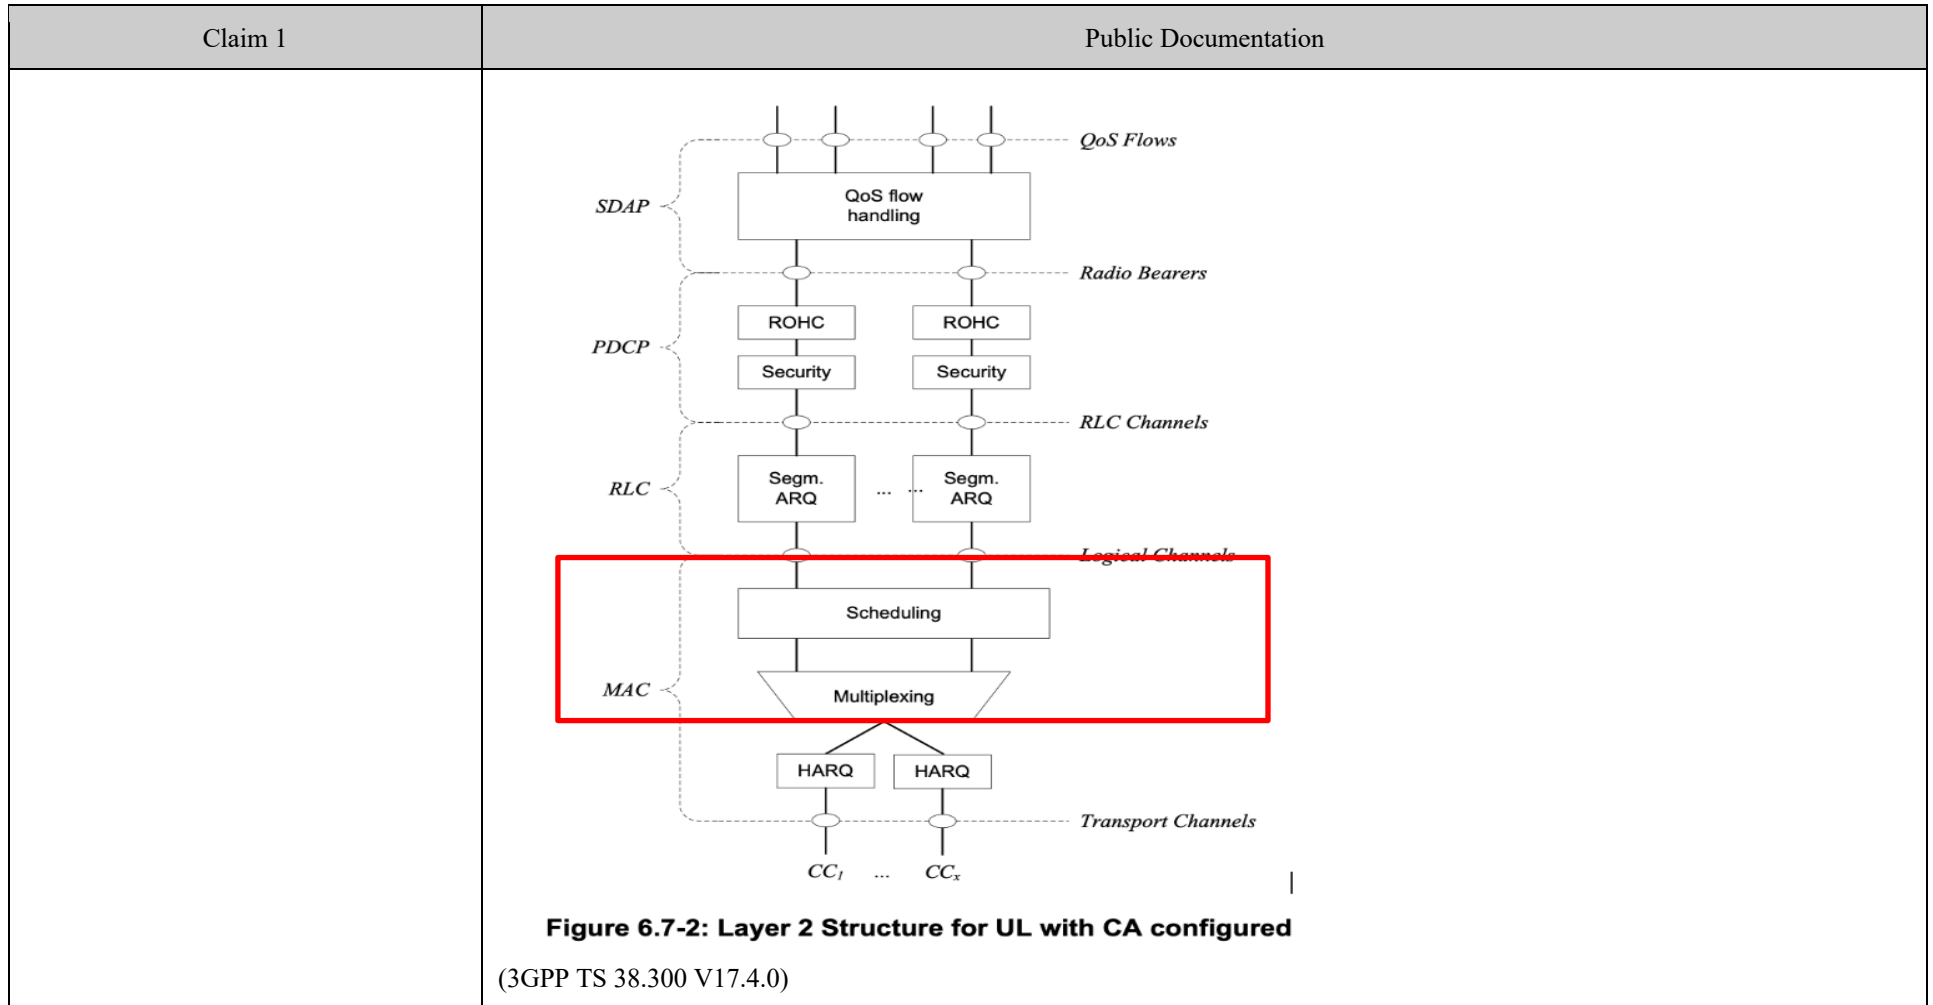 Claim 1
Public Documentation
QoS Flows
QoS flow
handling
SDAP
Radio Bearers
ROHC ROHC
PDCP
Security Security
RLC Channels
Segm.
ARQ
... ...
Segm.
ARQ
RLC
Logical Channels
Scheduling
MAC
Multiplexing
HARQ HARQ
Transport Channels
CC1 ... CCx
Figure 6.7-2: Layer 2 Structure for UL with CA configured
(3GPP TS 38.300 V17.4.0)